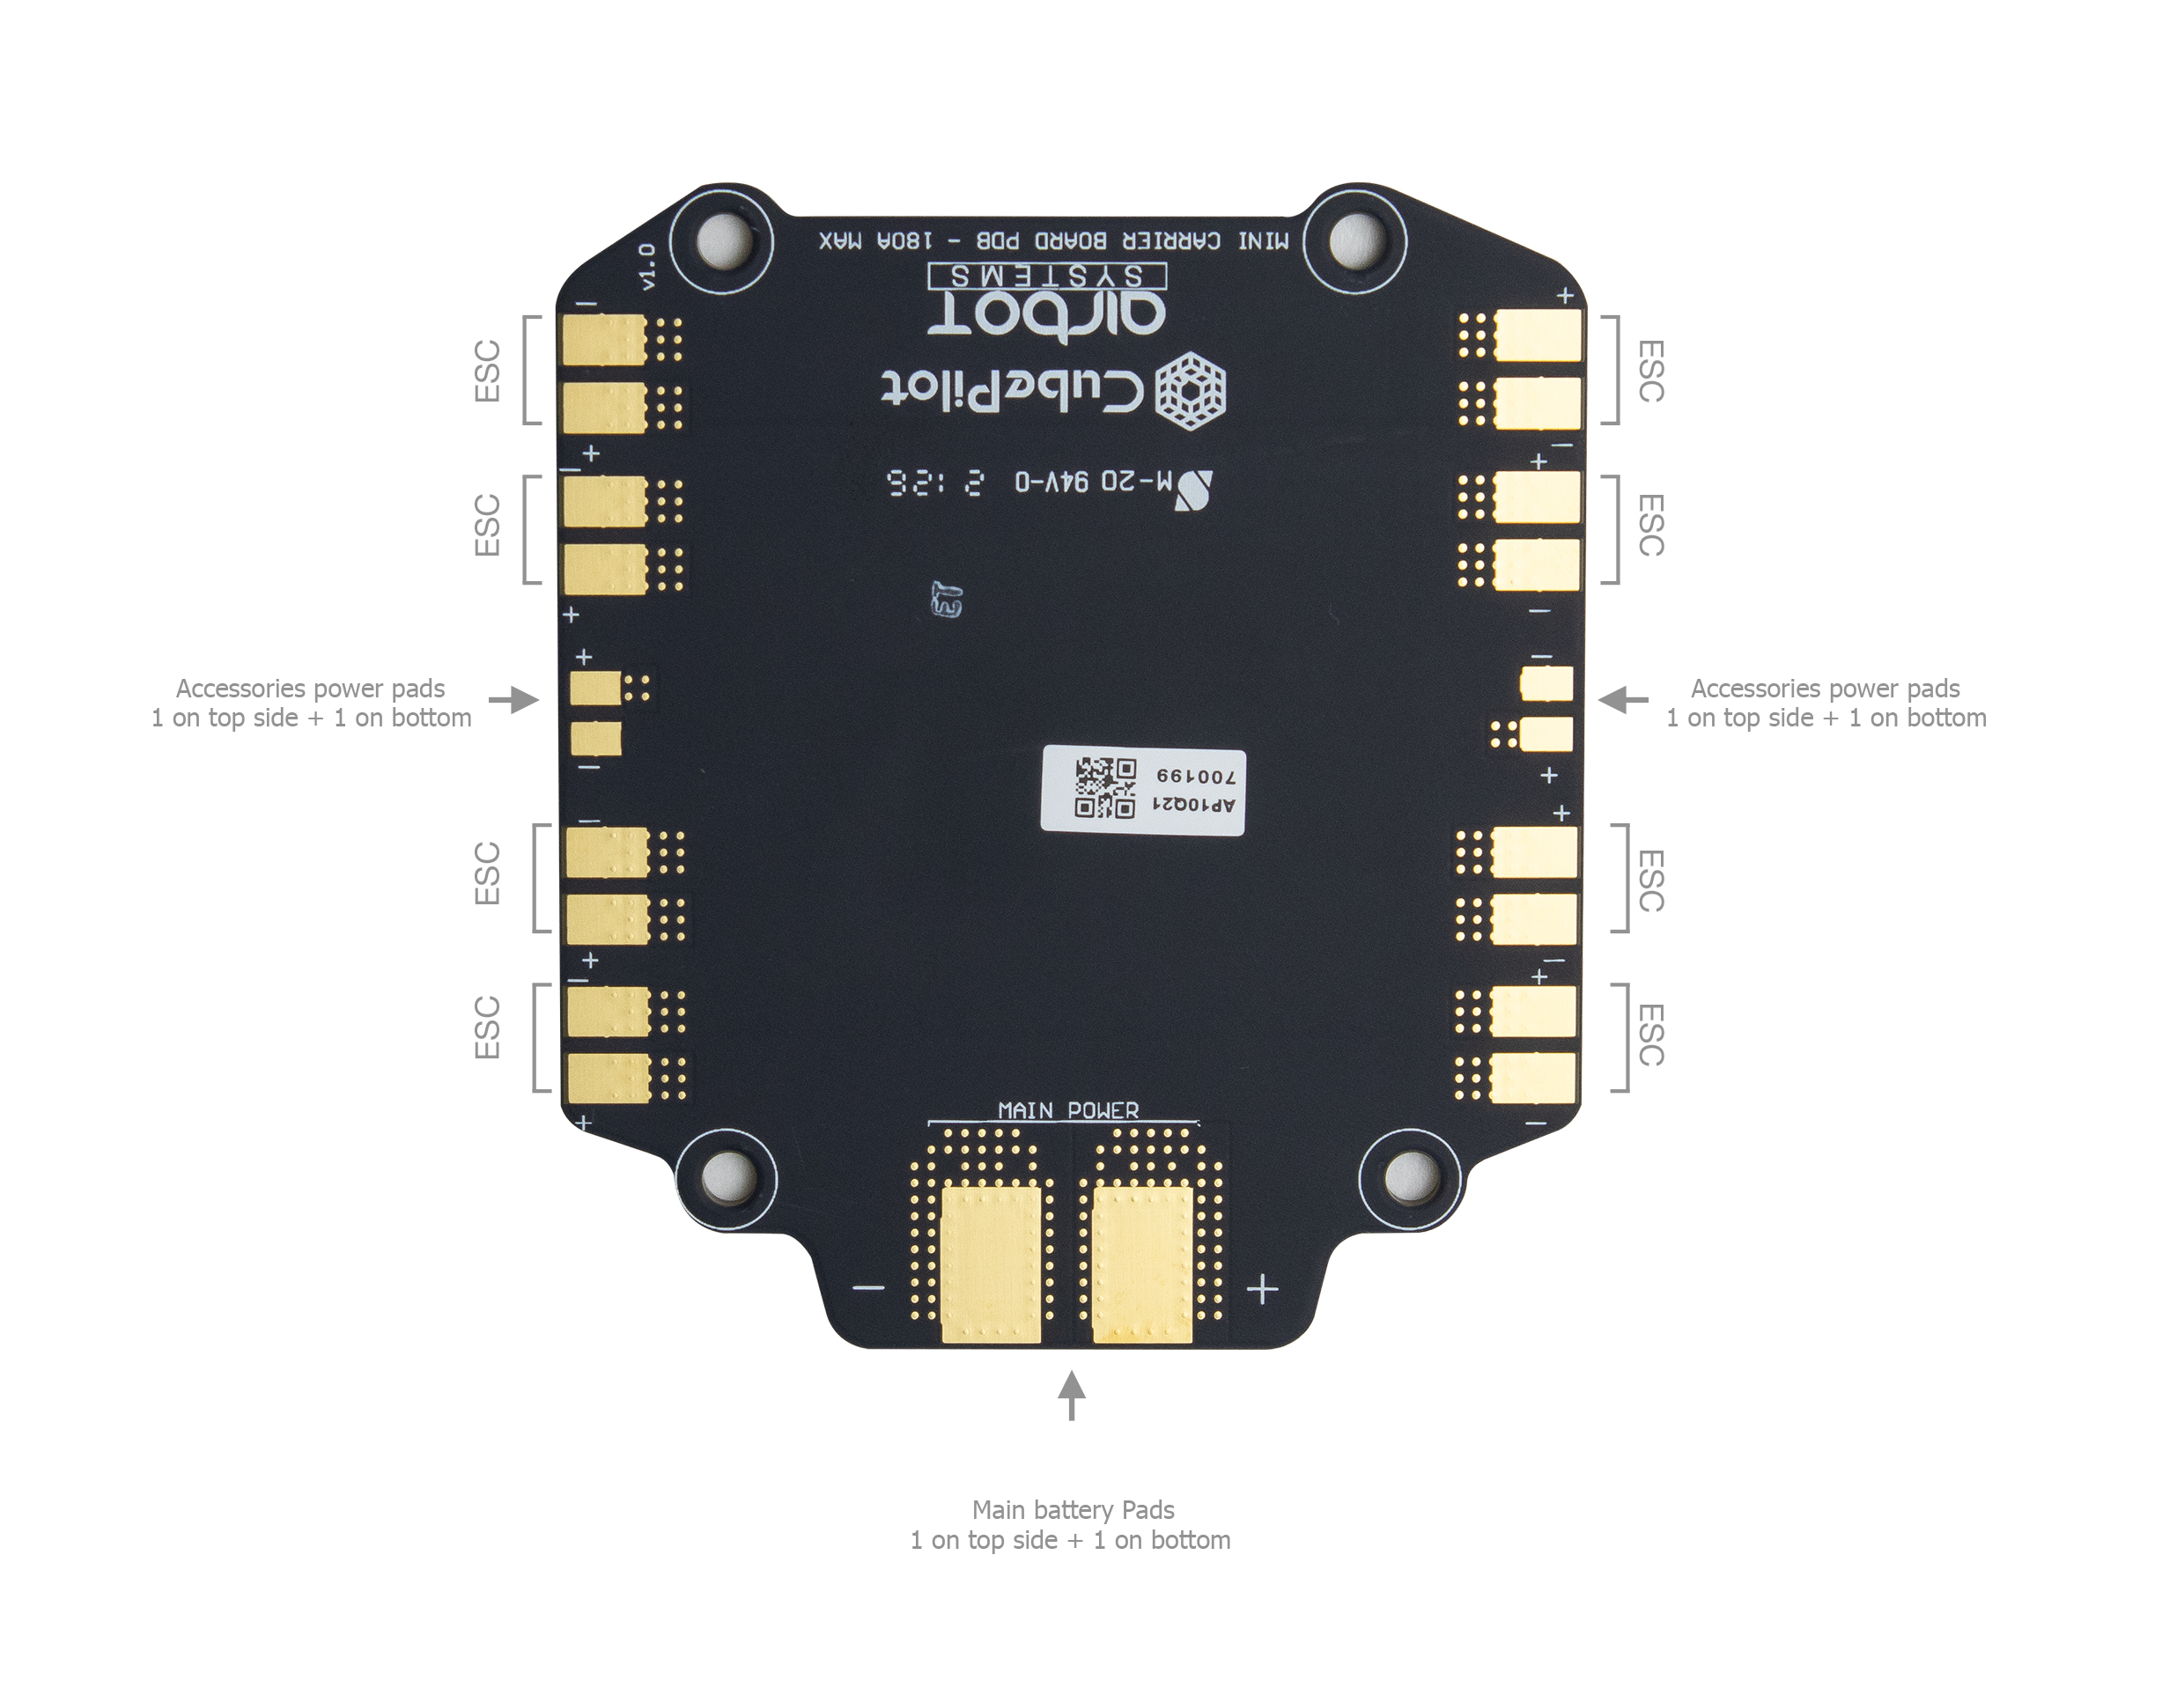 MINI CARRIER BOARD PDB - 180A MAX
v1.0
SYSTEMS
airbot
CubePilot
M-20 94V-0 2126
ET
- +
- +
+ -
- +
- +
+ -
+ -
- +
+ -
+ -
ESC
ESC
ESC
ESC
ESC
ESC
ESC
ESC
Accessories power pads
1 on top side + 1 on bottom
Accessories power pads
1 on top side + 1 on bottom
AP10Q21
700199
MAIN POWER
- +
Main battery Pads
1 on top side + 1 on bottom